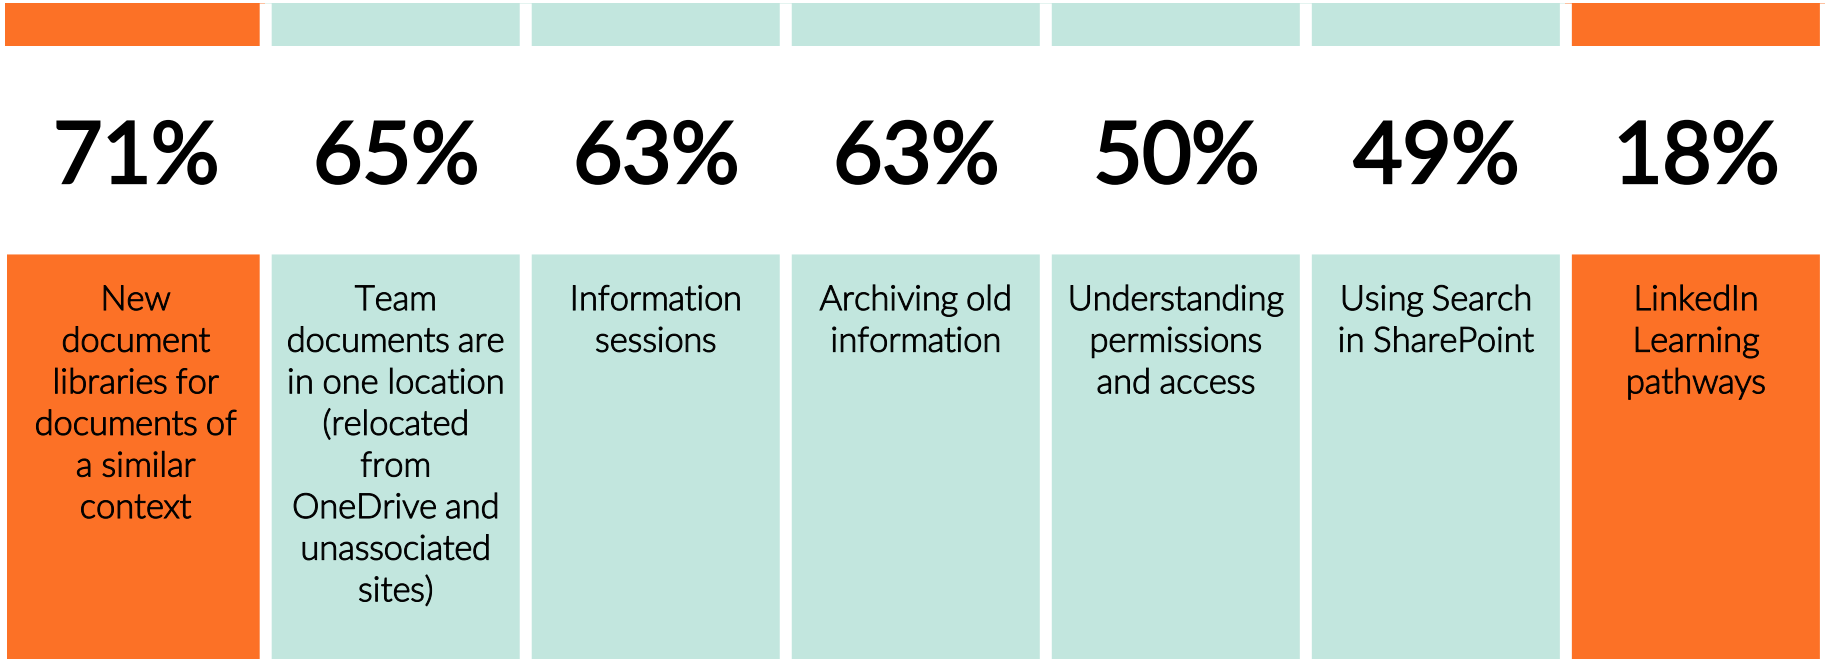 71%
65%
63%
63%
50%
49%
18%
New
document
libraries for
documents of
a similar
context
Team
documents are
in one location
(relocated
from
OneDrive and
unassociated
sites)
Information
sessions
Archiving old
information
Understanding
permissions
and access
Using Search
in SharePoint
LinkedIn
Learning
pathways